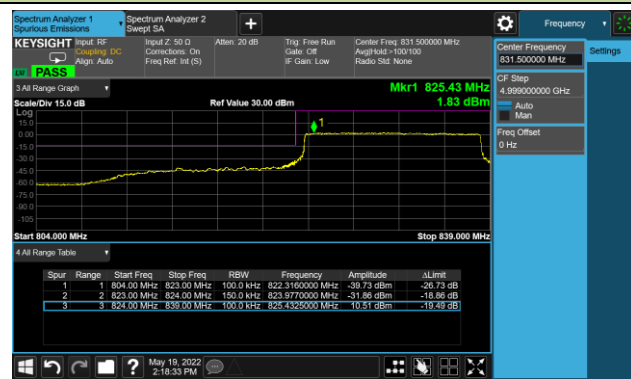 Spectrum Analyzer 1
Spurious Emissions
Spectrum Analyzer 2
Swept SA
Frequency
KEYSIGHT Input: RF Input Z: 50 Ω Atten: 20 dB Trig: Free Run Center Freq: 831.500000 MHz
Coupling: DC Corrections: On Gate: Off Avg|Hold:>100/100
Align: Auto Freq Ref: Int (S) IF Gain: Low Radio Std: None
PASS
Center Frequency
831.500000 MHz
Settings
CF Step
4.999000000 GHz
Auto
Man
Freq Offset
0 Hz
3 All Range Graph
Mkr1 825.43 MHz
Scale/Div 15.0 dB Ref Value 30.00 dBm 1.83 dBm
Log
15.0
0.00
-15.0
-30.0
-45.0
-60.0
-75.0
-90.0
-105
1
Start 804.000 MHz Stop 839.000 MHz
4 All Range Table
Spur Range Start Freq Stop Freq RBW Frequency Amplitude ΔLimit
1 1 804.00 MHz 823.00 MHz 100.0 kHz 822.3160000 MHz -39.73 dBm -26.73 dB
2 2 823.00 MHz 824.00 MHz 150.0 kHz 823.9770000 MHz -31.86 dBm -18.86 dB
3 3 824.00 MHz 839.00 MHz 100.0 kHz 825.4325000 MHz 10.51 dBm -19.49 dB
May 19, 2022
2:18:33 PM